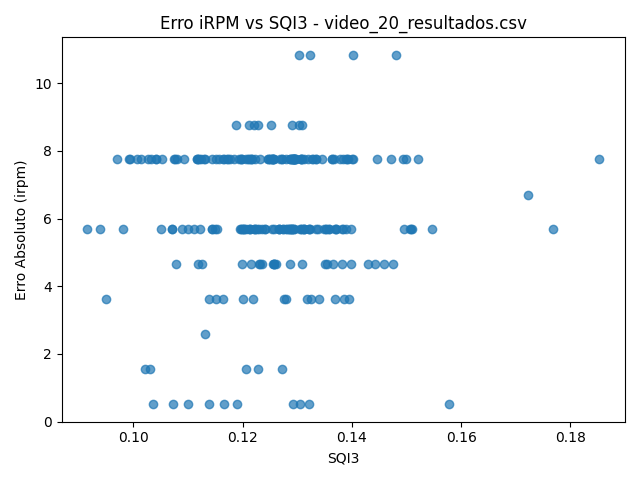 Erro iRPM vs SQI3 - video_20_resultados.csv
Erro Absoluto (irpm)
10
8
6
4
2
0
0.10 0.12 0.14 0.16 0.18
SQI3